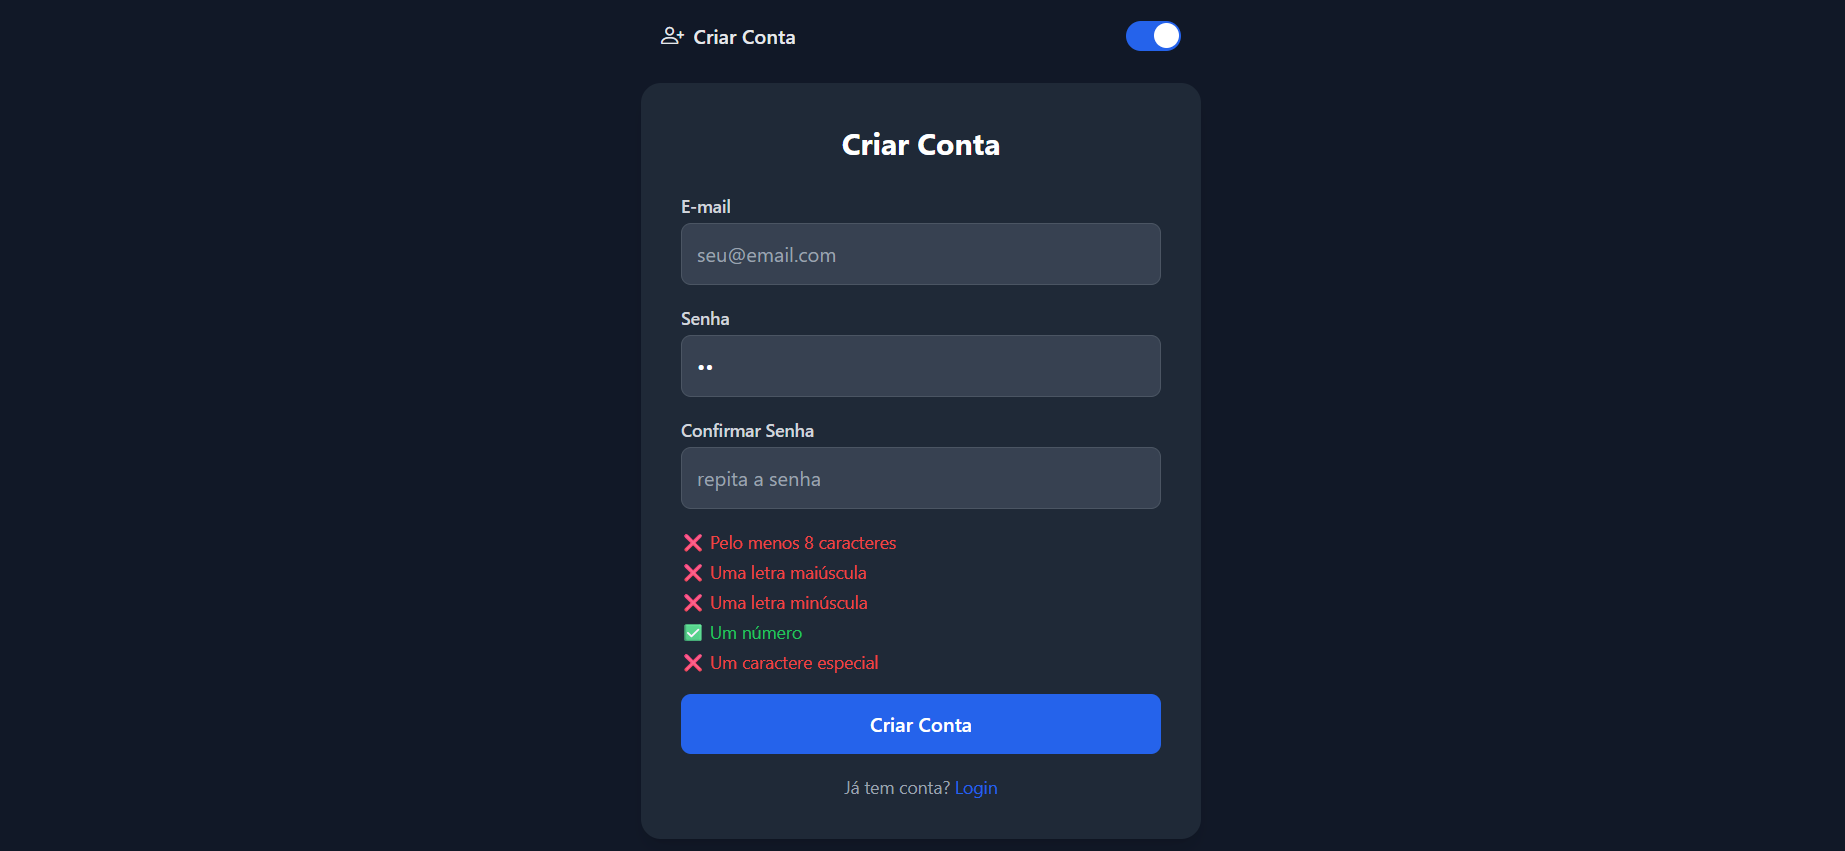 Criar Conta
Criar Conta
E-mail
seu@email.com
Senha
••
Confirmar Senha
repita a senha
❌ Pelo menos 8 caracteres
❌ Uma letra maiúscula
❌ Uma letra minúscula
✅ Um número
❌ Um caractere especial
Criar Conta
Já tem conta? Login